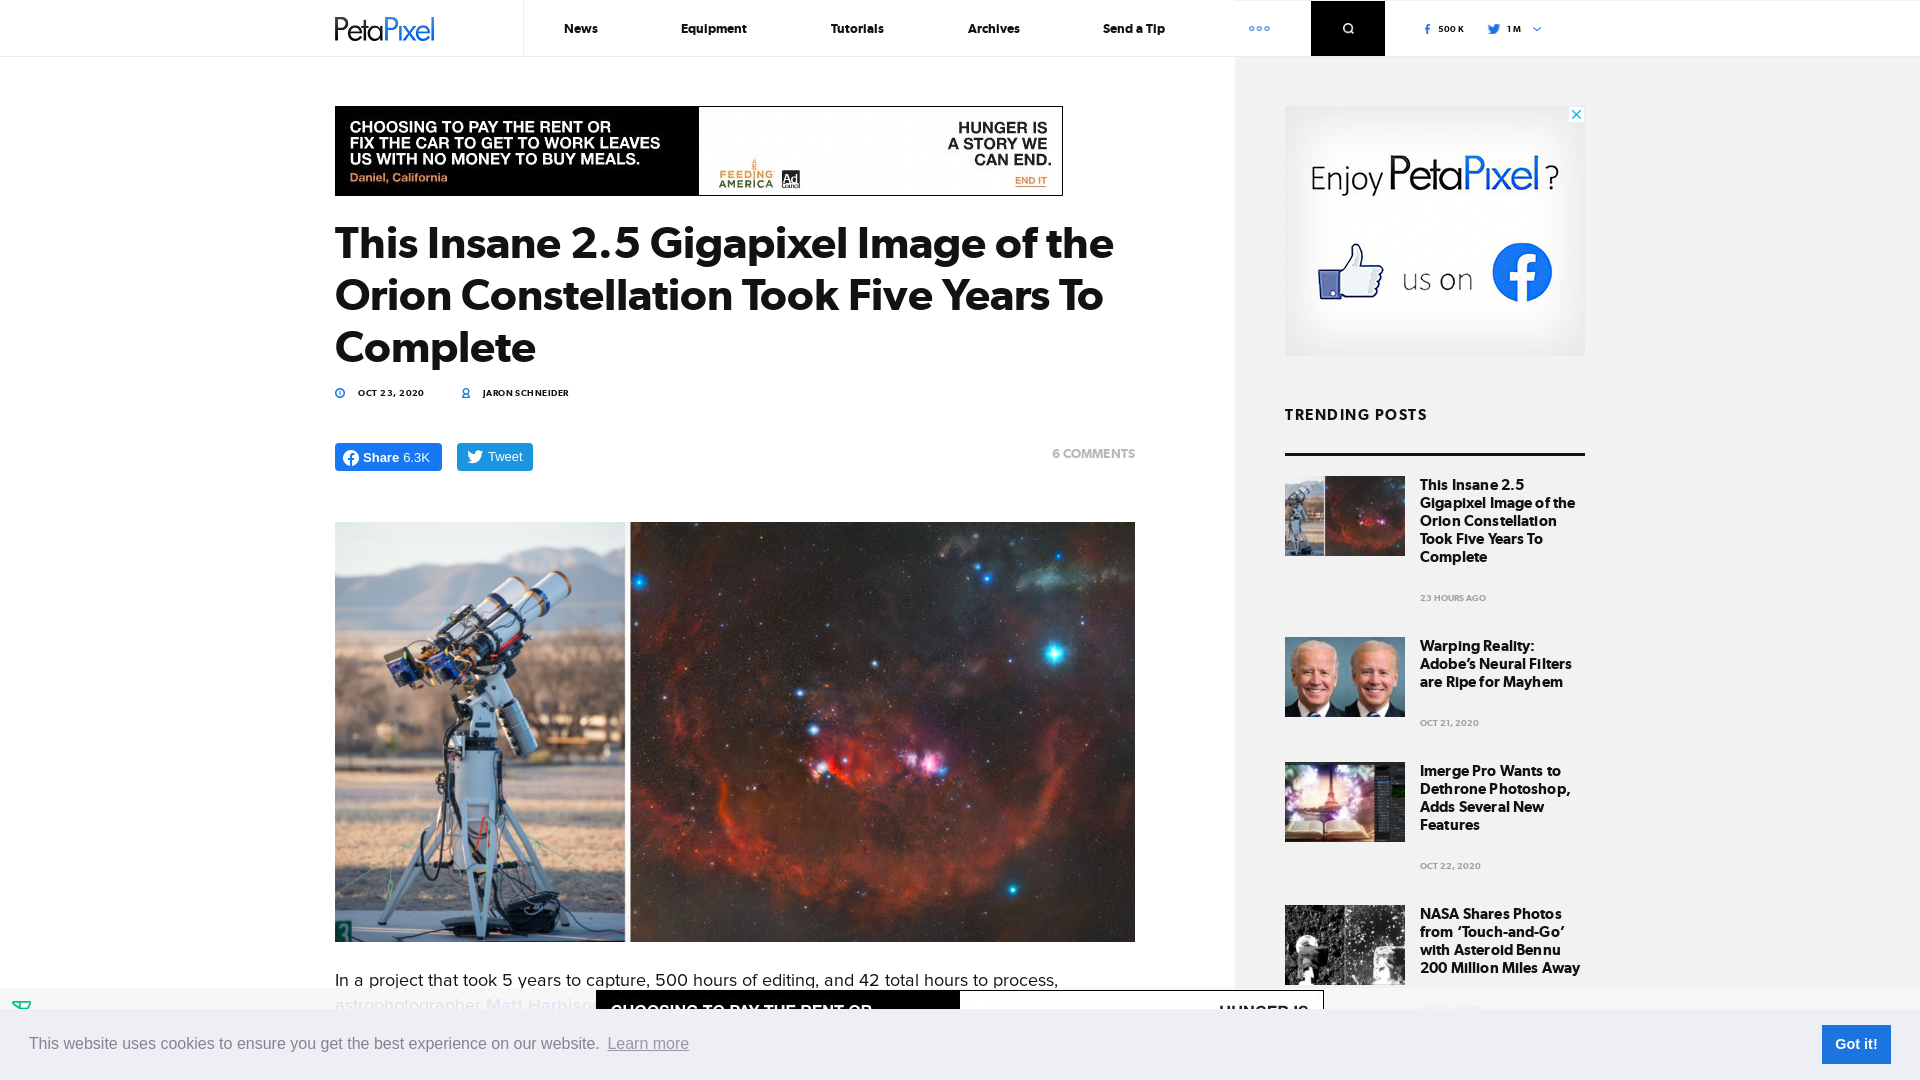 PetaPixel
News
Equipment
Tutorials
Archives
Send a Tip
500 K
1 M
CHOOSING TO PAY THE RENT OR
FIX THE CAR TO GET TO WORK LEAVES
US WITH NO MONEY TO BUY MEALS.
Daniel, California
FEEDING
AMERICA
Ad
Council
HUNGER IS
A STORY WE
CAN END.
END IT
This Insane 2.5 Gigapixel Image of the
Orion Constellation Took Five Years To
Complete
OCT 23, 2020
JARON SCHNEIDER
Share 6.3K
Tweet
6 COMMENTS
3
In a project that took 5 years to capture, 500 hours of editing, and 42 total hours to process,
astrophotographer Matt Harbison
CHOOSING TO PAY THE RENT OR
HUNGER IS
Enjoy PetaPixel ?
us on
TRENDING POSTS
This Insane 2.5
Gigapixel Image of the
Orion Constellation
Took Five Years To
Complete
23 HOURS AGO
Warping Reality:
Adobe’s Neural Filters
are Ripe for Mayhem
OCT 21, 2020
Imerge Pro Wants to
Dethrone Photoshop,
Adds Several New
Features
OCT 22, 2020
NASA Shares Photos
from ‘Touch-and-Go’
with Asteroid Bennu
200 Million Miles Away
This website uses cookies to ensure you get the best experience on our website. Learn more
Got it!